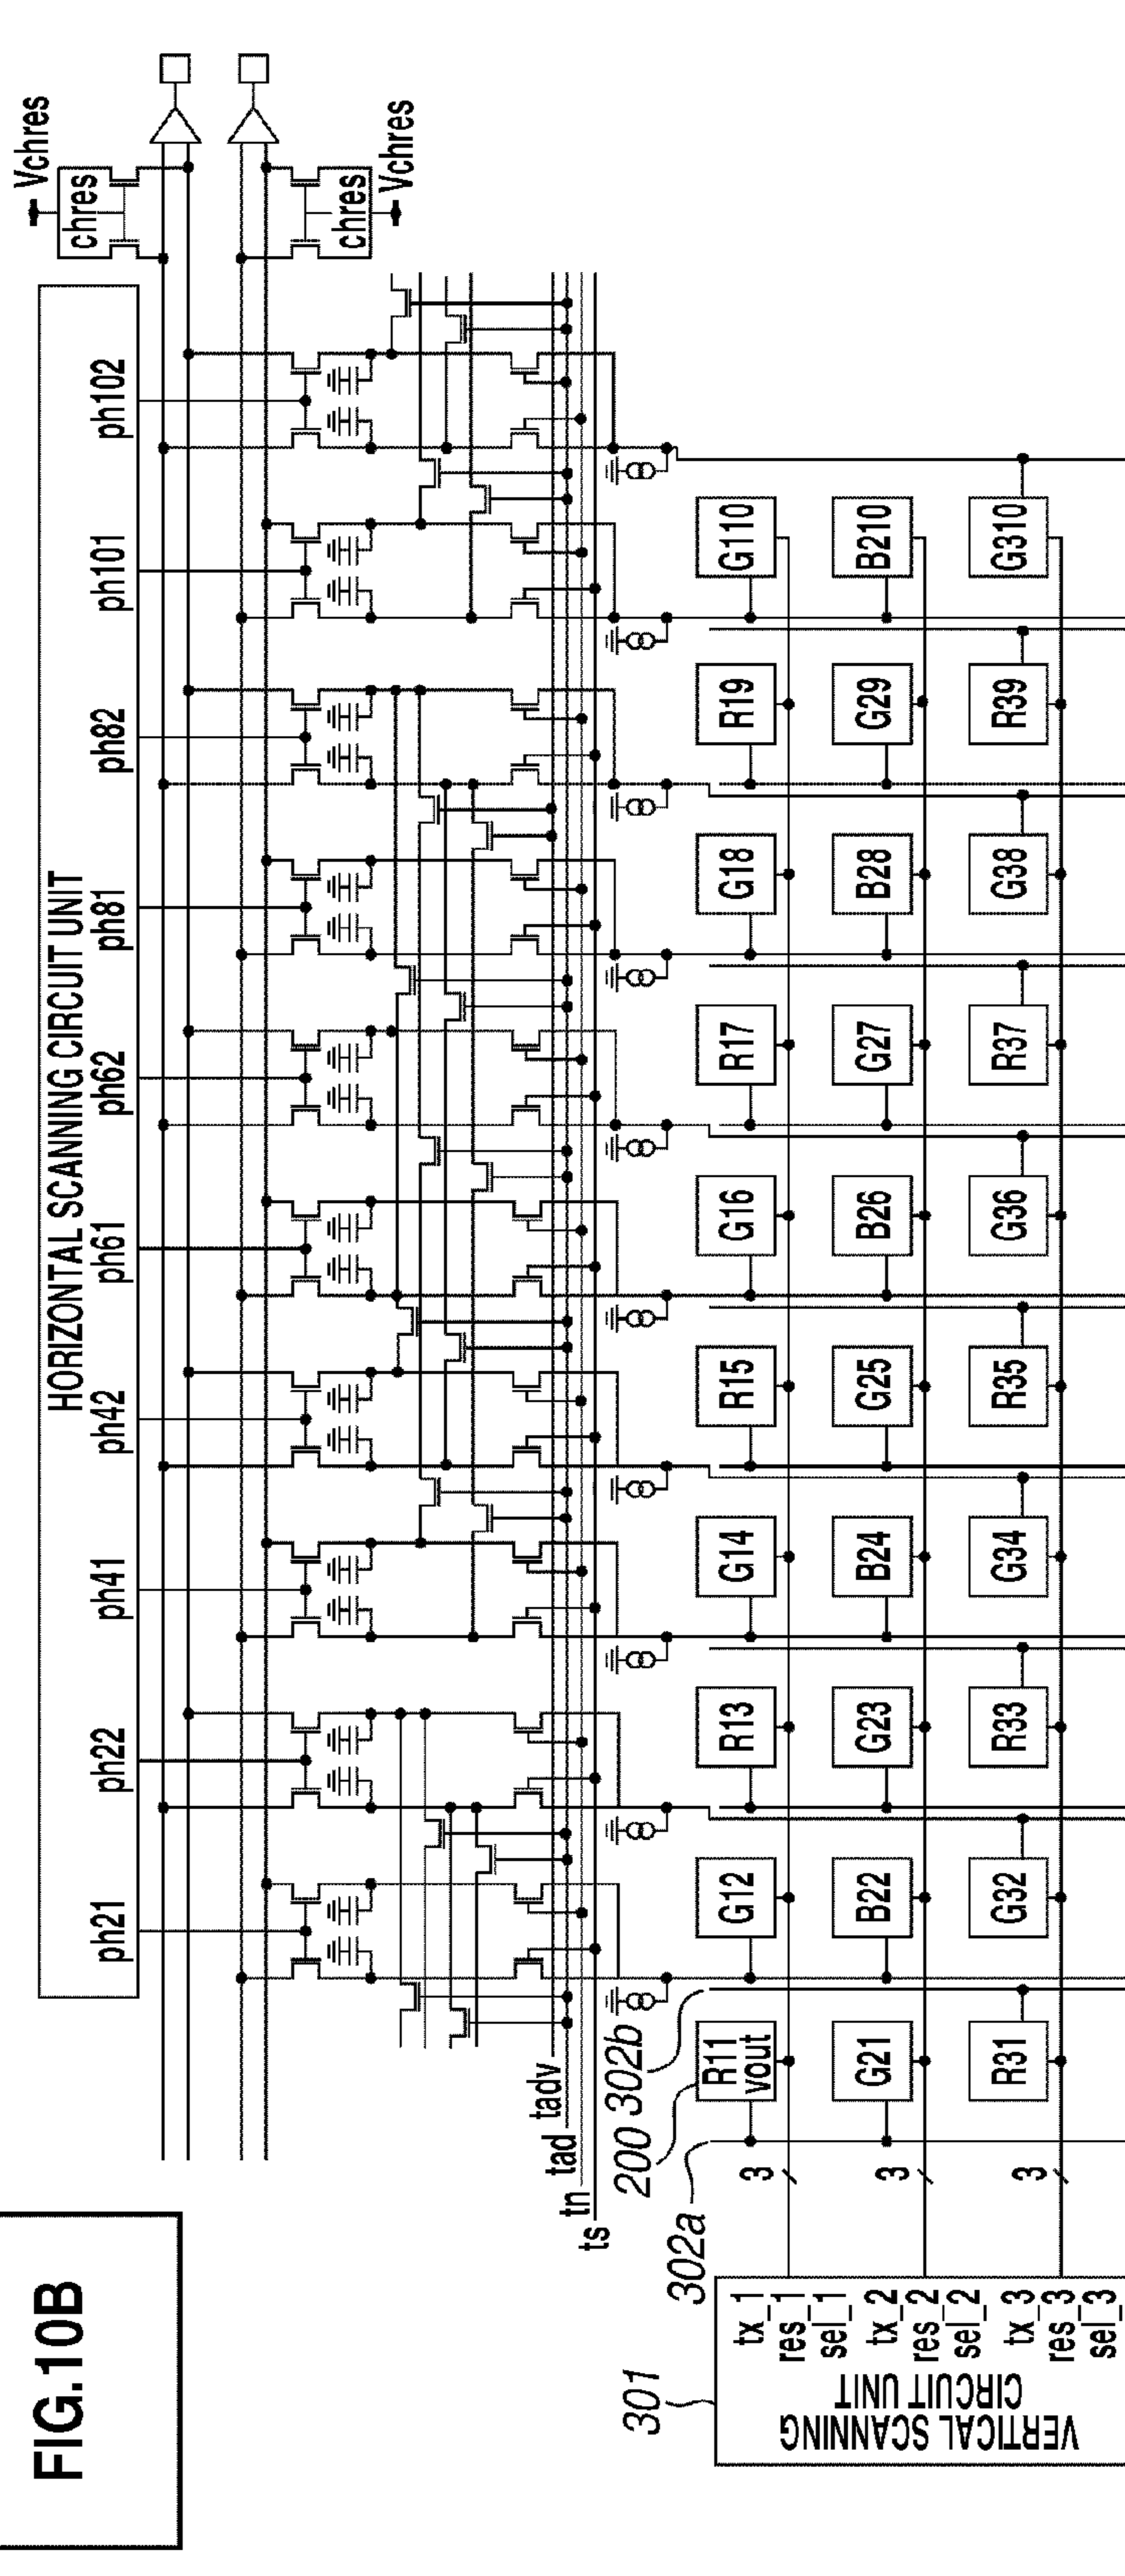 FIG.10B
HORIZONTAL SCANNING CIRCUIT UNIT
ph21 ph22 ph41 ph42 ph61 ph62 ph81 ph82 ph101 ph102
Vchres
chres
chres
Vchres
tadv
tad
tn
ts
302a 200 302b
301
VERTICAL SCANNING
CIRCUIT UNIT
tx_1
res_1
sel_1
3
R11 G12 R13 G14 R15 G16 R17 G18 R19 G110
vout
tx_2
res_2
sel_2
3
G21 B22 G23 B24 G25 B26 G27 B28 G29 B210
tx_3
res_3
sel_3
3
R31 G32 R33 G34 R35 G36 R37 G38 R39 G310